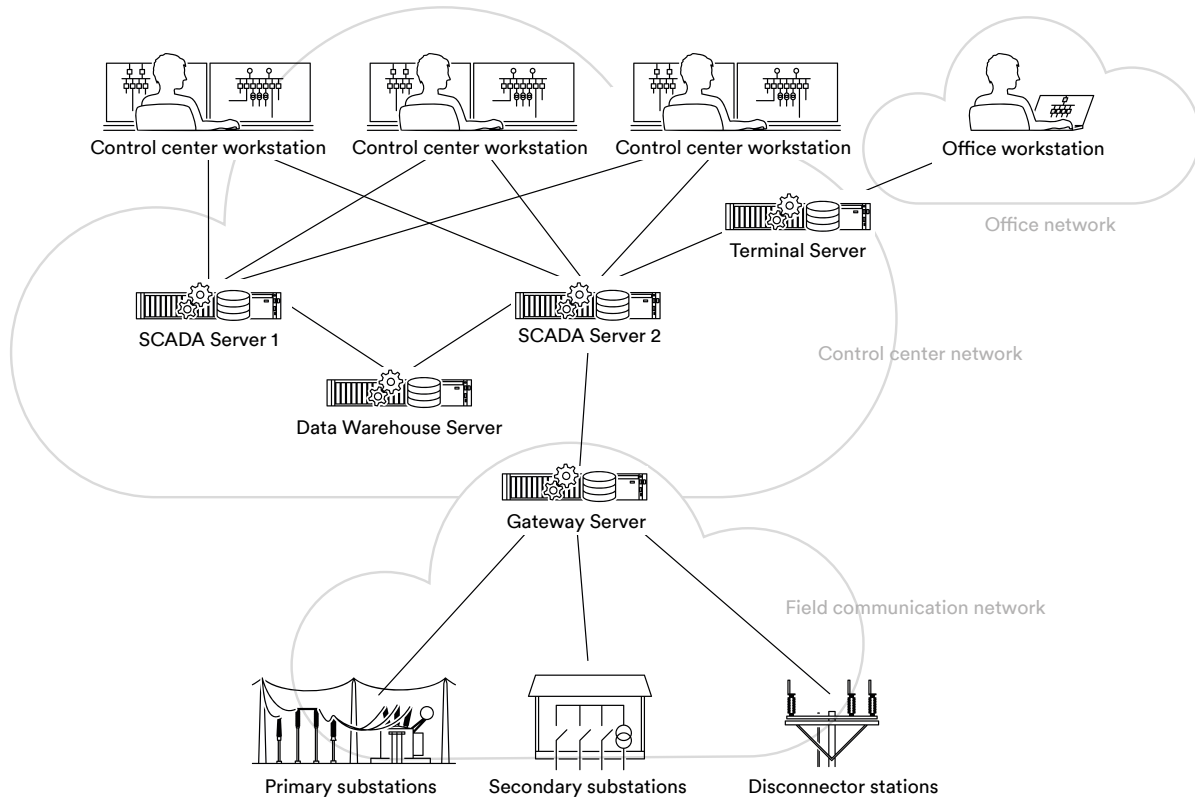 Control center workstation
Control center workstation
Control center workstation
Office workstation
Office network
Terminal Server
SCADA Server 1
SCADA Server 2
Control center network
Data Warehouse Server
Gateway Server
Field communication network
Primary substations
Secondary substations
Disconnector stations